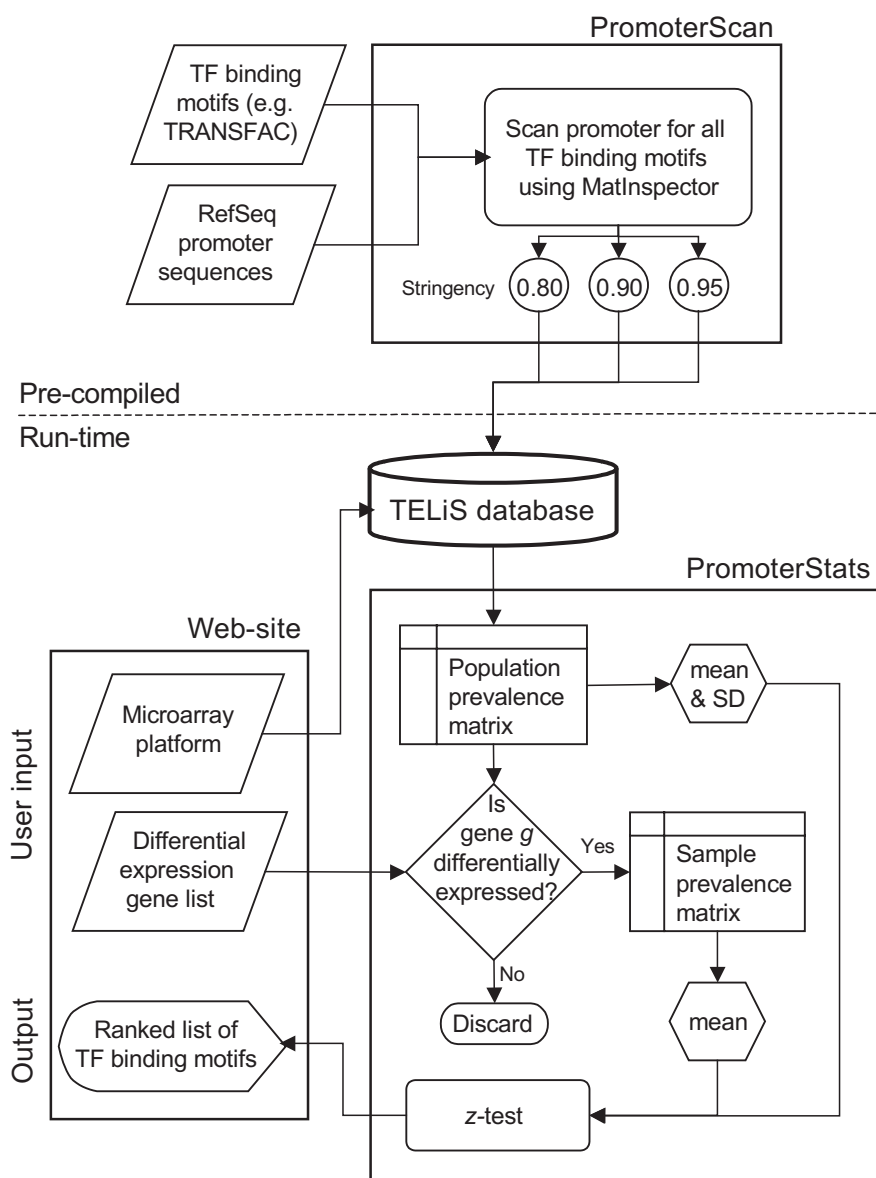 PromoterScan
TF binding
motifs (e.g.
TRANSFAC)
Scan promoter for all
TF binding motifs
using MatInspector
RefSeq
promoter
sequences
Stringency
0.80
0.90
0.95
Pre-compiled
Run-time
TELiS database
PromoterStats
Web-site
Population
prevalence
matrix
mean
& SD
Microarray
platform
User input
Is
gene g
differentially
expressed?
Yes
Sample
prevalence
matrix
Differential
expression
gene list
No
Discard
mean
Output
Ranked list of
TF binding motifs
z-test